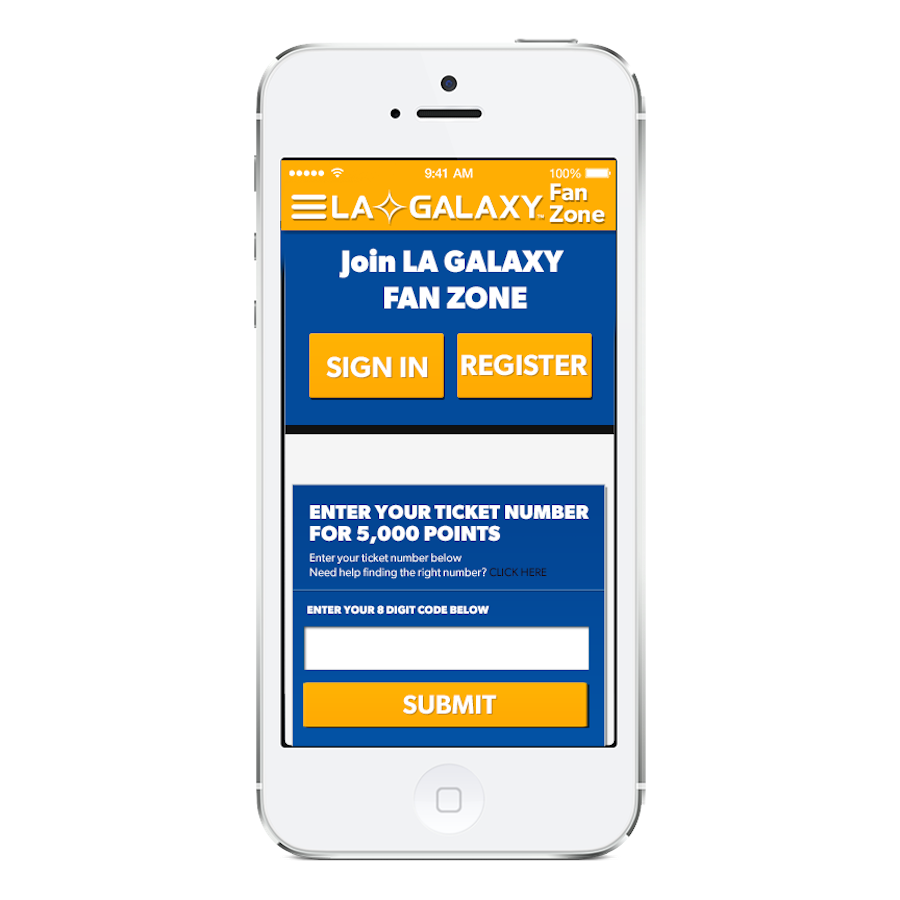 9:41 AM 100%
LA GALAXY™ Fan Zone
Join LA GALAXY
FAN ZONE
SIGN IN REGISTER
ENTER YOUR TICKET NUMBER
FOR 5,000 POINTS
Enter your ticket number below
Need help finding the right number? CLICK HERE
ENTER YOUR 8 DIGIT CODE BELOW
SUBMIT